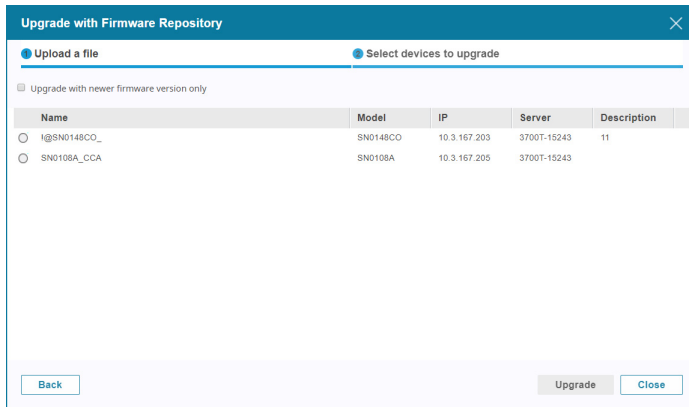 Upgrade with Firmware Repository
1 Upload a file 2 Select devices to upgrade
Upgrade with newer firmware version only
Name Model IP Server Description
!@SN0148CO_ SN0148CO 10.3.167.203 3700T-15243 11
SN0108A_CCA SN0108A 10.3.167.205 3700T-15243
Back Upgrade Close